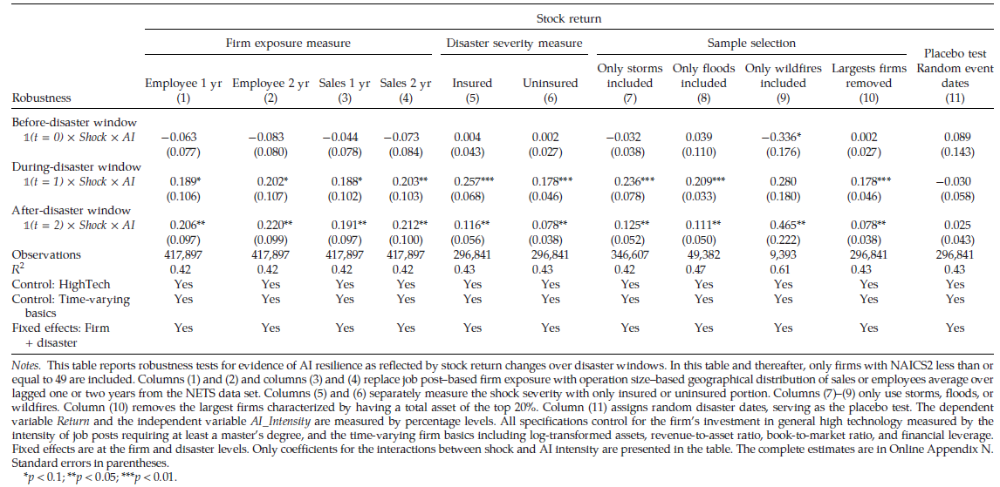 Stock return
Firm exposure measure Disaster severity measure Sample selection Placebo test
Robustness Employee 1 yr (1) Employee 2 yr (2) Sales 1 yr (3) Sales 2 yr (4) Insured (5) Uninsured (6) Only storms included (7) Only floods included (8) Only wildfires included (9) Largests firms removed (10) Random event dates (11)
Before-disaster window
𝟙(t = 0) × Shock × AI −0.063 −0.083 −0.044 −0.073 0.004 0.002 −0.032 0.039 −0.336* 0.002 0.089
(0.077) (0.080) (0.078) (0.084) (0.043) (0.027) (0.038) (0.110) (0.176) (0.027) (0.143)
During-disaster window
𝟙(t = 1) × Shock × AI 0.189* 0.202* 0.188* 0.203** 0.257*** 0.178*** 0.236*** 0.209*** 0.280 0.178*** −0.030
(0.106) (0.107) (0.102) (0.103) (0.068) (0.046) (0.078) (0.033) (0.180) (0.046) (0.058)
After-disaster window
𝟙(t = 2) × Shock × AI 0.206** 0.220** 0.191** 0.212** 0.116** 0.078** 0.125** 0.111** 0.465** 0.078** 0.025
(0.097) (0.099) (0.097) (0.100) (0.056) (0.038) (0.052) (0.050) (0.222) (0.038) (0.043)
Observations 417,897 417,897 417,897 417,897 296,841 296,841 346,607 49,382 9,393 296,841 296,841
R² 0.42 0.42 0.42 0.42 0.43 0.43 0.42 0.47 0.61 0.43 0.43
Control: HighTech Yes Yes Yes Yes Yes Yes Yes Yes Yes Yes Yes
Control: Time-varying Yes Yes Yes Yes Yes Yes Yes Yes Yes Yes Yes
basics
Fixed effects: Firm Yes Yes Yes Yes Yes Yes Yes Yes Yes Yes Yes
+ disaster
Notes. This table reports robustness tests for evidence of AI resilience as reflected by stock return changes over disaster windows. In this table and thereafter, only firms with NAICS2 less than or
equal to 49 are included. Columns (1) and (2) and columns (3) and (4) replace job post–based firm exposure with operation size–based geographical distribution of sales or employees average over
lagged one or two years from the NETS data set. Columns (5) and (6) separately measure the shock severity with only insured or uninsured portion. Columns (7)–(9) only use storms, floods, or
wildfires. Column (10) removes the largest firms characterized by having a total asset of the top 20%. Column (11) assigns random disaster dates, serving as the placebo test. The dependent
variable Return and the independent variable AI_Intensity are measured by percentage levels. All specifications control for the firm's investment in general high technology measured by the
intensity of job posts requiring at least a master's degree, and the time-varying firm basics including log-transformed assets, revenue-to-asset ratio, book-to-market ratio, and financial leverage.
Fixed effects are at the firm and disaster levels. Only coefficients for the interactions between shock and AI intensity are presented in the table. The complete estimates are in Online Appendix N.
Standard errors in parentheses.
*p < 0.1; **p < 0.05; ***p < 0.01.